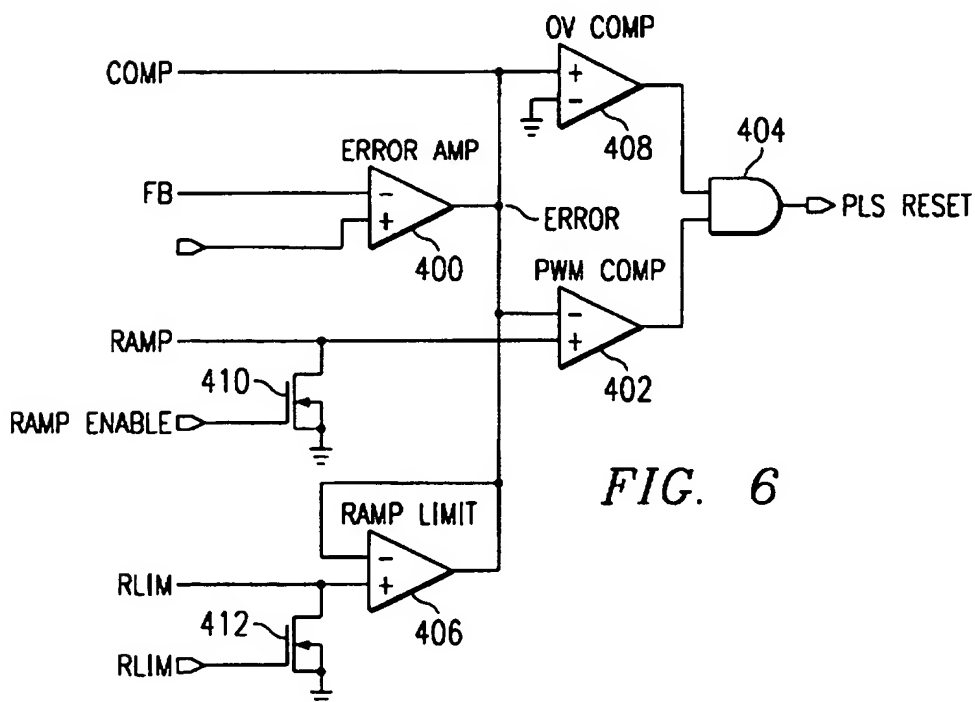 OV COMP
COMP
+
−
408
404
ERROR AMP
FB
−
+
400
ERROR
PLS RESET
PWM COMP
−
+
402
RAMP
410
RAMP ENABLE
FIG. 6
RAMP LIMIT
−
+
406
RLIM
412
RLIM